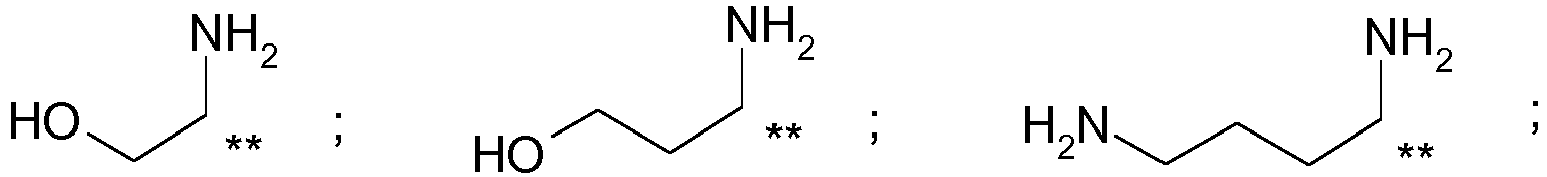 NH2 NH2 NH2
HO ** ; HO ** ; H2N ** ;